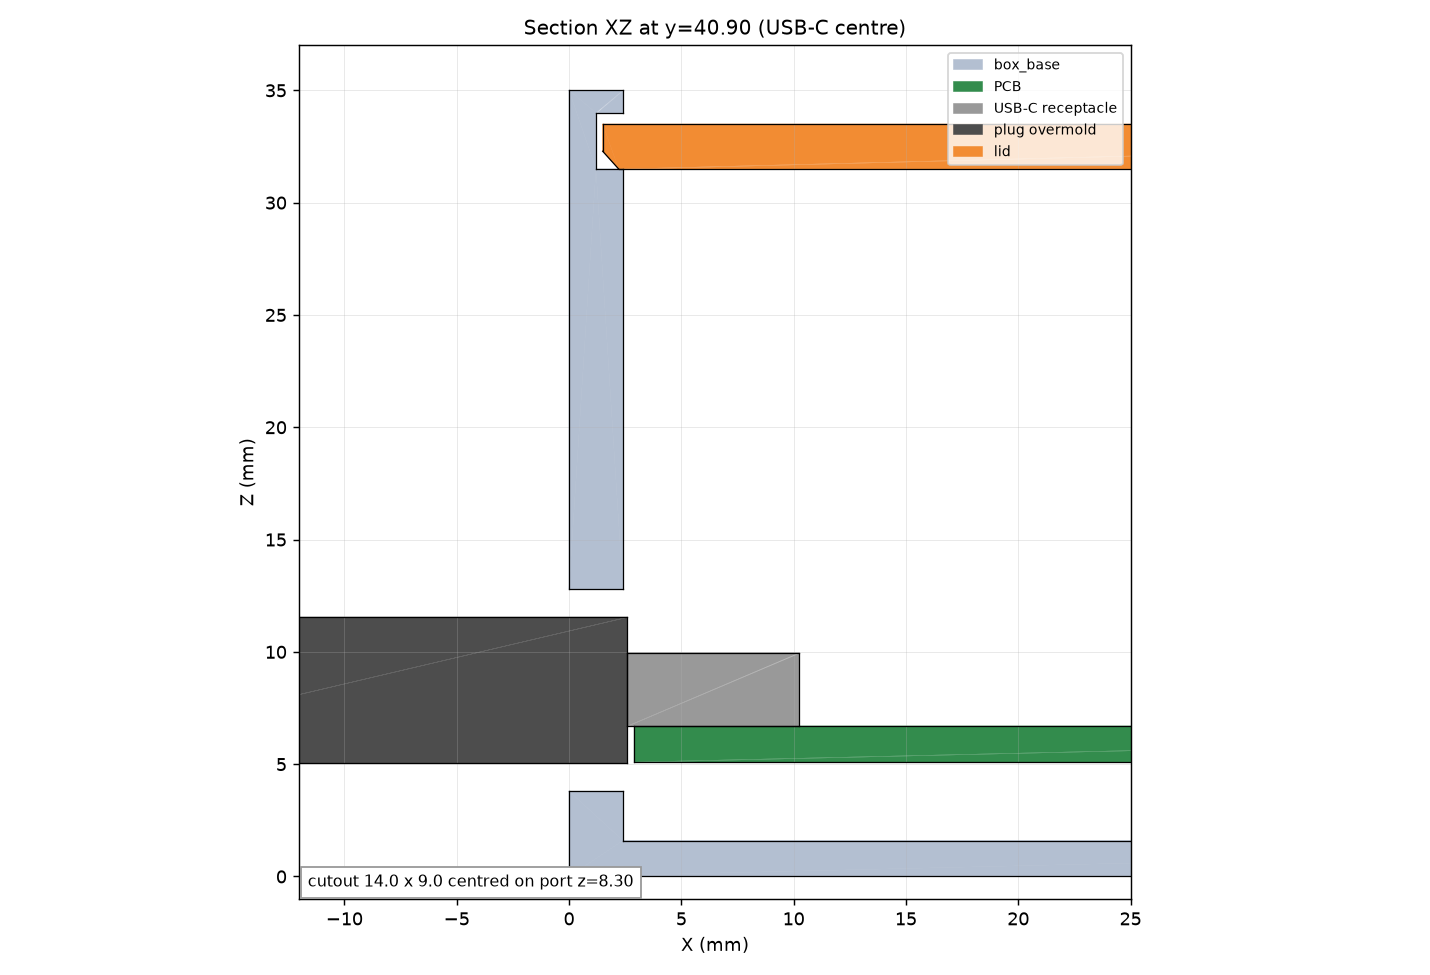 Section XZ at y=40.90 (USB-C centre)
box_base
PCB
USB-C receptacle
plug overmold
lid
35
30
25
20
15
10
5
0
Z (mm)
cutout 14.0 x 9.0 centred on port z=8.30
−10 −5 0 5 10 15 20 25
X (mm)